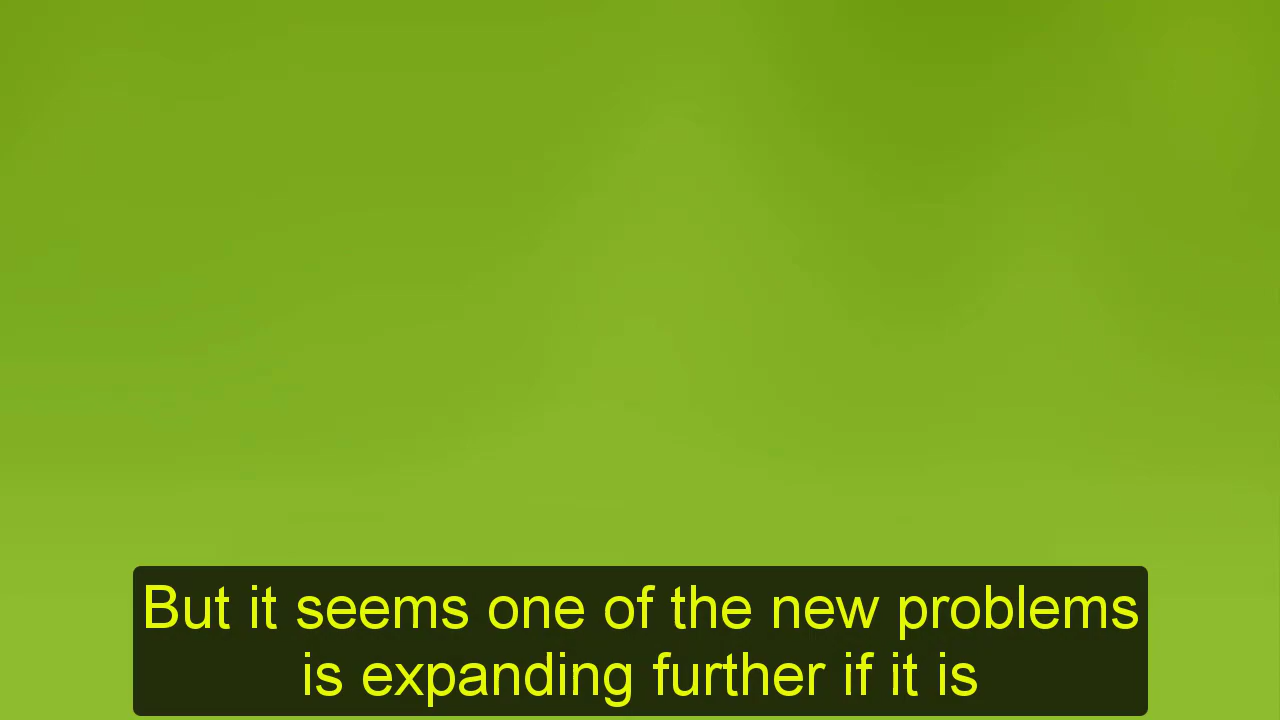 But it seems one of the new problems
is expanding further if it is